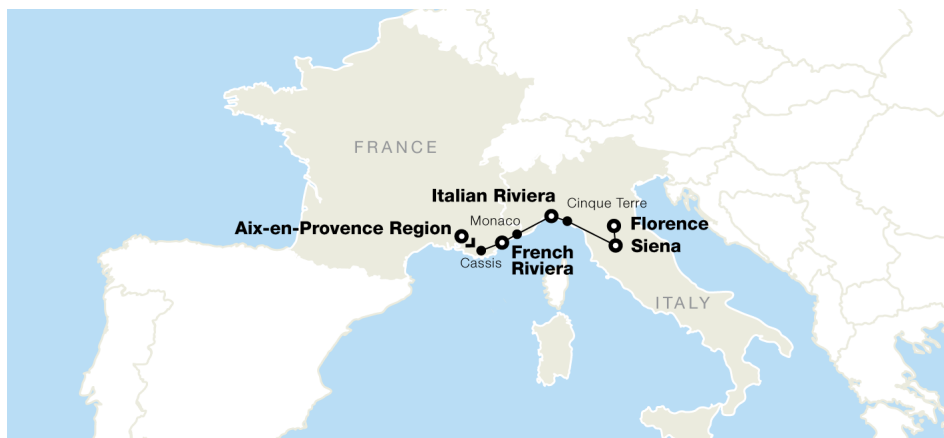 FRANCE
Italian Riviera
Cinque Terre
Monaco
Florence
Aix-en-Provence Region
Siena
French
Riviera
Cassis
ITALY